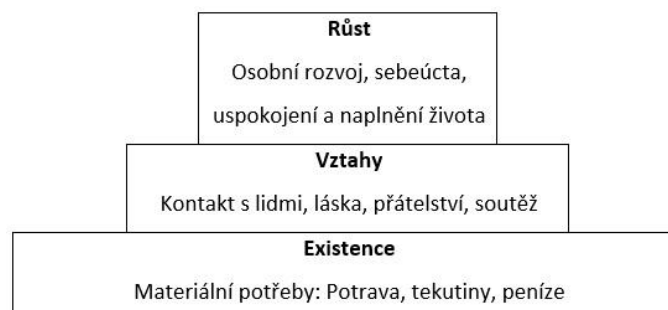 Růst
Osobní rozvoj, sebeúcta,
uspokojení a naplnění života
Vztahy
Kontakt s lidmi, láska, přátelství, soutěž
Existence
Materiální potřeby: Potrava, tekutiny, peníze